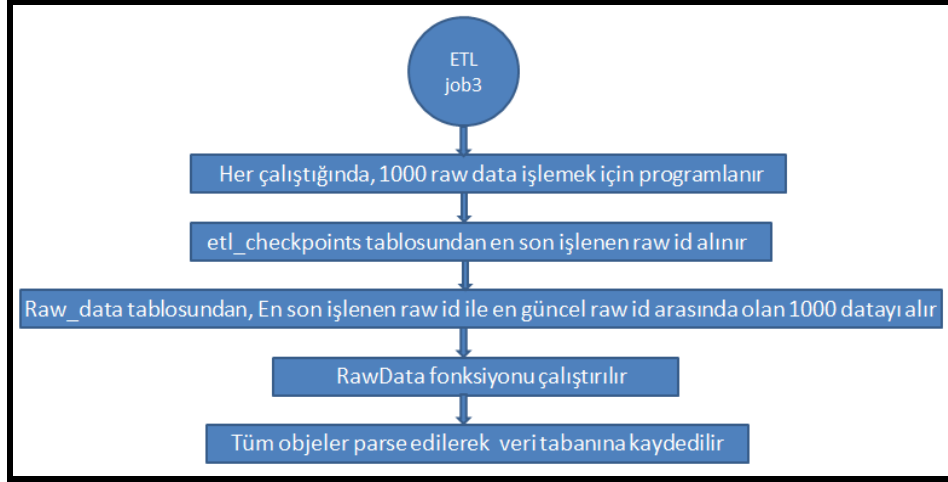 ETL
job3
Her çalıştığında, 1000 raw data işlemek için programlanır
etl_checkpoints tablosundan en son işlenen raw id alınır
Raw_data tablosundan, En son işlenen raw id ile en güncel raw id arasında olan 1000 datayı alır
RawData fonksiyonu çalıştırılır
Tüm objeler parse edilerek veri tabanına kaydedilir